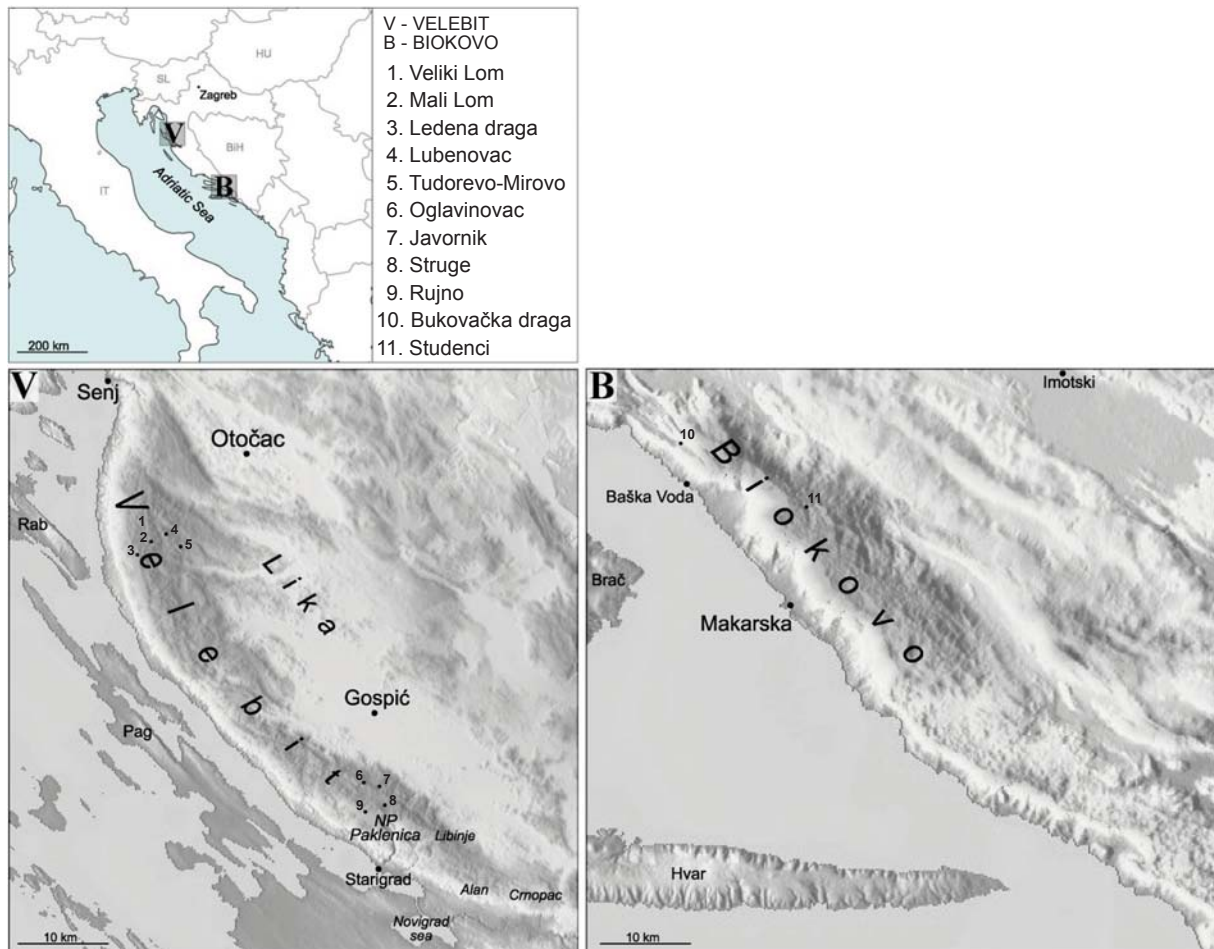 HU
SL
Zagreb
V
BiH
B
IT
Adriatic Sea
200 km
V - VELEBIT
B - BIOKOVO
1. Veliki Lom
2. Mali Lom
3. Ledena draga
4. Lubenovac
5. Tudorevo-Mirovo
6. Oglavinovac
7. Javornik
8. Struge
9. Rujno
10. Bukovačka draga
11. Studenci
V
Senj
Otočac
Rab
Velebit
1
2
3
4
5
Lika
Gospić
Pag
6
7
8
9
NP
Paklenica
Libinje
Starigrad
Alan
Crnopac
Novigrad
sea
10 km
B
Imotski
10
Biokovo
Baška Voda
11
Brač
Makarska
Hvar
10 km